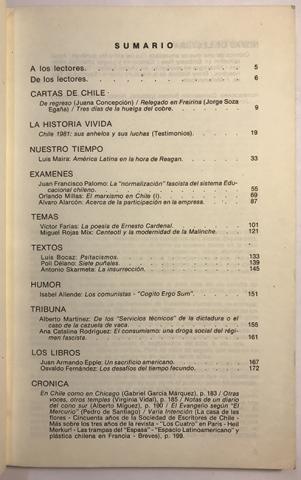 SUMARIO
A los lectores. 5
De los lectores. 6
CARTAS DE CHILE
De regreso (Juana Concepción) / Relegado en Freirina (Jorge Soza
Egaña) / Tres días de la huelga del cobre. 9
LA HISTORIA VIVIDA
Chile 1981: sus anhelos y sus luchas (Testimonios). 19
NUESTRO TIEMPO
Luis Maira: América Latina en la hora de Reagan. 33
EXAMENES
Juan Francisco Palomo: La "normalización" fascista del sistema Edu-
cacional chileno. 55
Orlando Millas: El marxismo en Chile (I). 69
Alvaro Alarcón: Acerca de la participación en la empresa. 87
TEMAS
Víctor Farías: La poesía de Ernesto Cardenal. 101
Miguel Rojas Mix: Centeotl y la modernidad de la Malinche. 121
TEXTOS
Luis Bocaz: Psitacismos. 133
Poli Délano: Siete puñales. 139
Antonio Skarmeta: La insurrección. 145
HUMOR
Isabel Allende: Los comunistas - "Cogito Ergo Sum". 151
TRIBUNA
Alberto Martínez: De los "Servicios técnicos" de la dictadura o el
caso de la cazuela de vaca. 155
Ana Catalina Rodríguez: El consumismo: una droga social del régi-
men fascista. 161
LOS LIBROS
Juan Armando Epple: Un sacrificio americano. 167
Osvaldo Fernández: Los desafíos del tiempo fecundo. 172
CRONICA
En Chile como en Chicago (Gabriel García Márquez), p. 183 / Otras
voces, otros temples (Virginia Vidal), p. 185 / Notas de un diario
del cono sur (Alberto Míguez), p. 190 / El Evangelio según "El
Mercurio" (Pedro de Santiago) / Varia Intención (La casa de las
flores - Cincuenta años de la Sociedad de Escritores de Chile -
Más sobre los tres años de la revista - "Los Cuatro" en París - Heil
Merkur! - Las trampas del "Espasa" - "Espacio Latinoamericano" y
plástica chilena en Francia - Breves), p. 199.